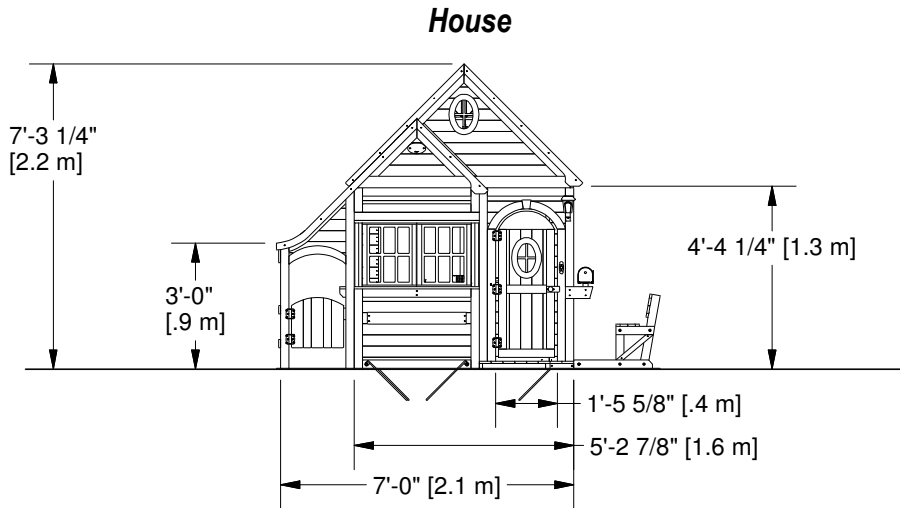 House
7'-3 1/4"
[2.2 m]
4'-4 1/4" [1.3 m]
3'-0"
[.9 m]
1'-5 5/8" [.4 m]
5'-2 7/8" [1.6 m]
7'-0" [2.1 m]